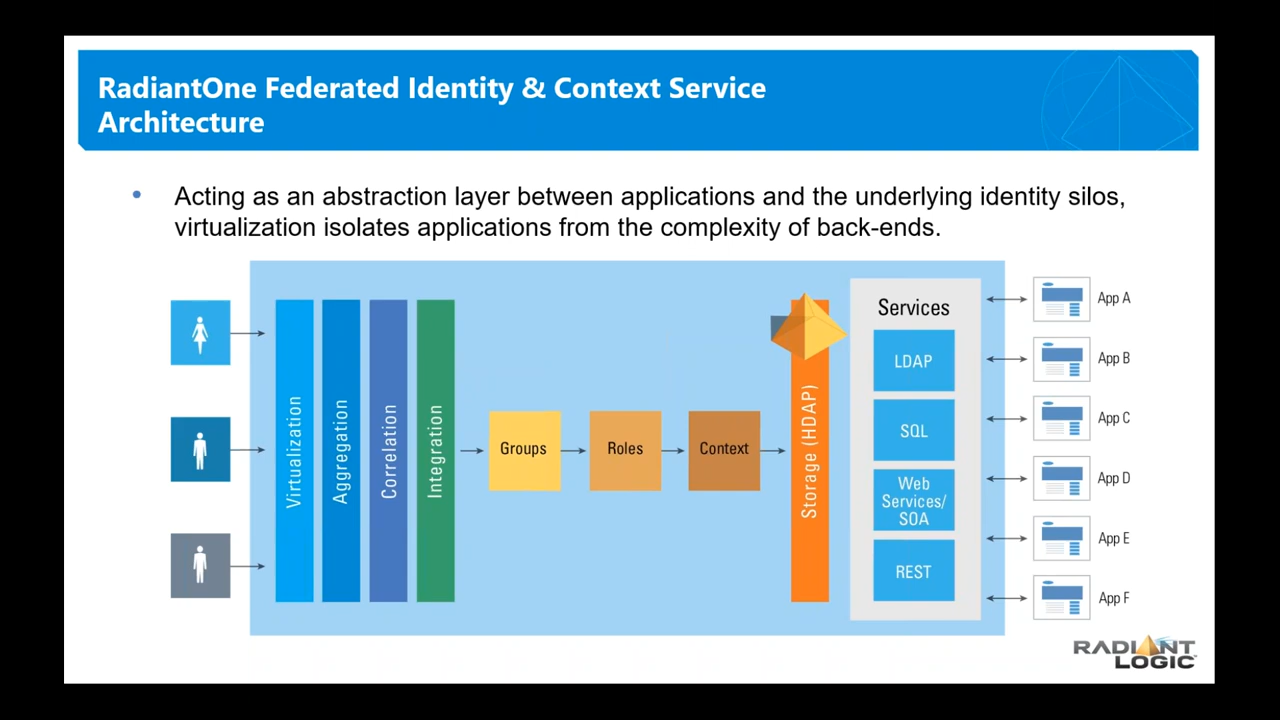 RadiantOne Federated Identity & Context Service
Architecture
• Acting as an abstraction layer between applications and the underlying identity silos,
virtualization isolates applications from the complexity of back-ends.
Virtualization
Aggregation
Correlation
Integration
Groups
Roles
Context
Storage (HDAP)
Services
LDAP
SQL
Web
Services/
SOA
REST
App A
App B
App C
App D
App E
App F
RADIANT
LOGIC™